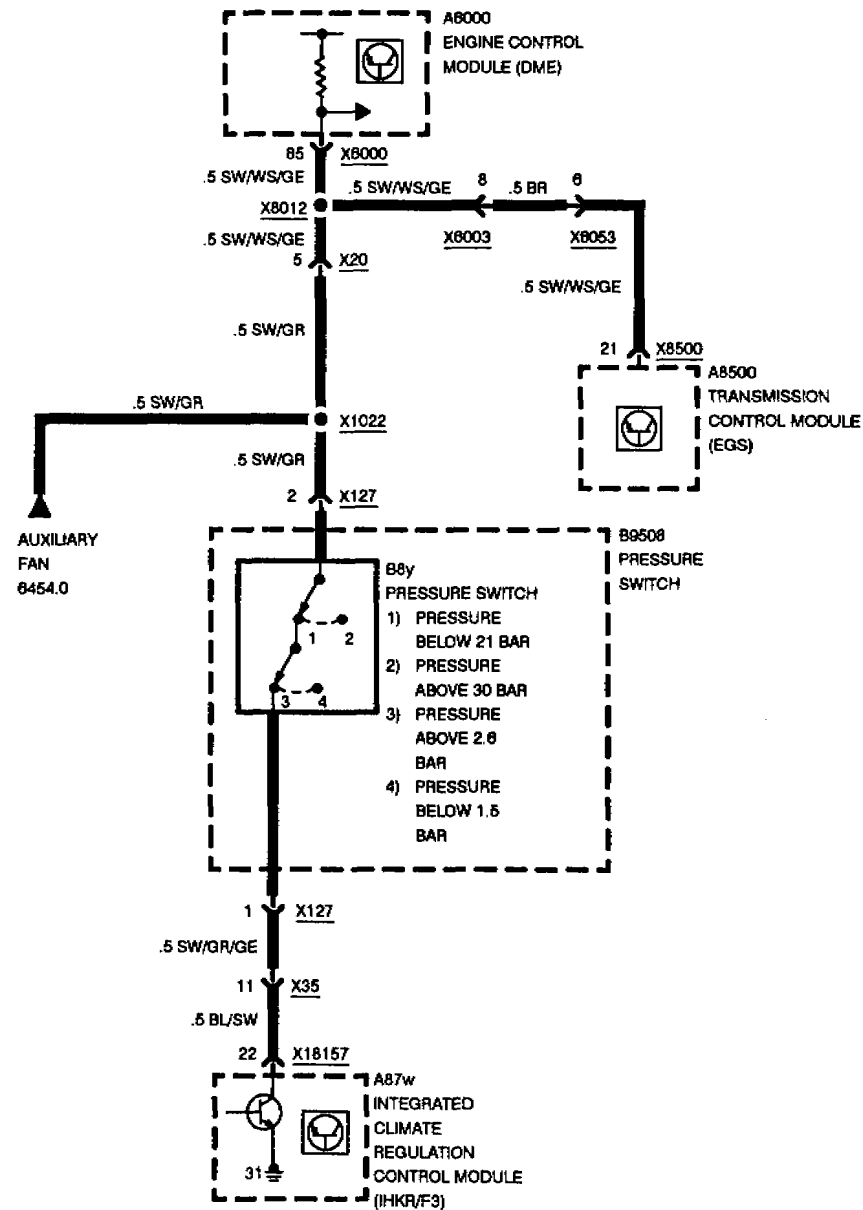 A6000
ENGINE CONTROL
MODULE (DME)
85 X6000
.5 SW/WS/GE
.5 SW/WS/GE 8 .5 BR 6
X8012
X6003 X6053
.5 SW/WS/GE
5 X20
.5 SW/WS/GE
.5 SW/GR
21 X8500
A8500
TRANSMISSION
CONTROL MODULE
(EGS)
.5 SW/GR
X1022
.5 SW/GR
2 X127
AUXILIARY
FAN
6454.0
B9508
PRESSURE
SWITCH
B8y
PRESSURE SWITCH
1) PRESSURE
BELOW 21 BAR
2) PRESSURE
ABOVE 30 BAR
3) PRESSURE
ABOVE 2.6
BAR
4) PRESSURE
BELOW 1.5
BAR
1 2
3 4
1 X127
.5 SW/GR/GE
11 X35
.5 BL/SW
22 X18157
A87w
INTEGRATED
CLIMATE
REGULATION
CONTROL MODULE
(IHKR/F3)
31